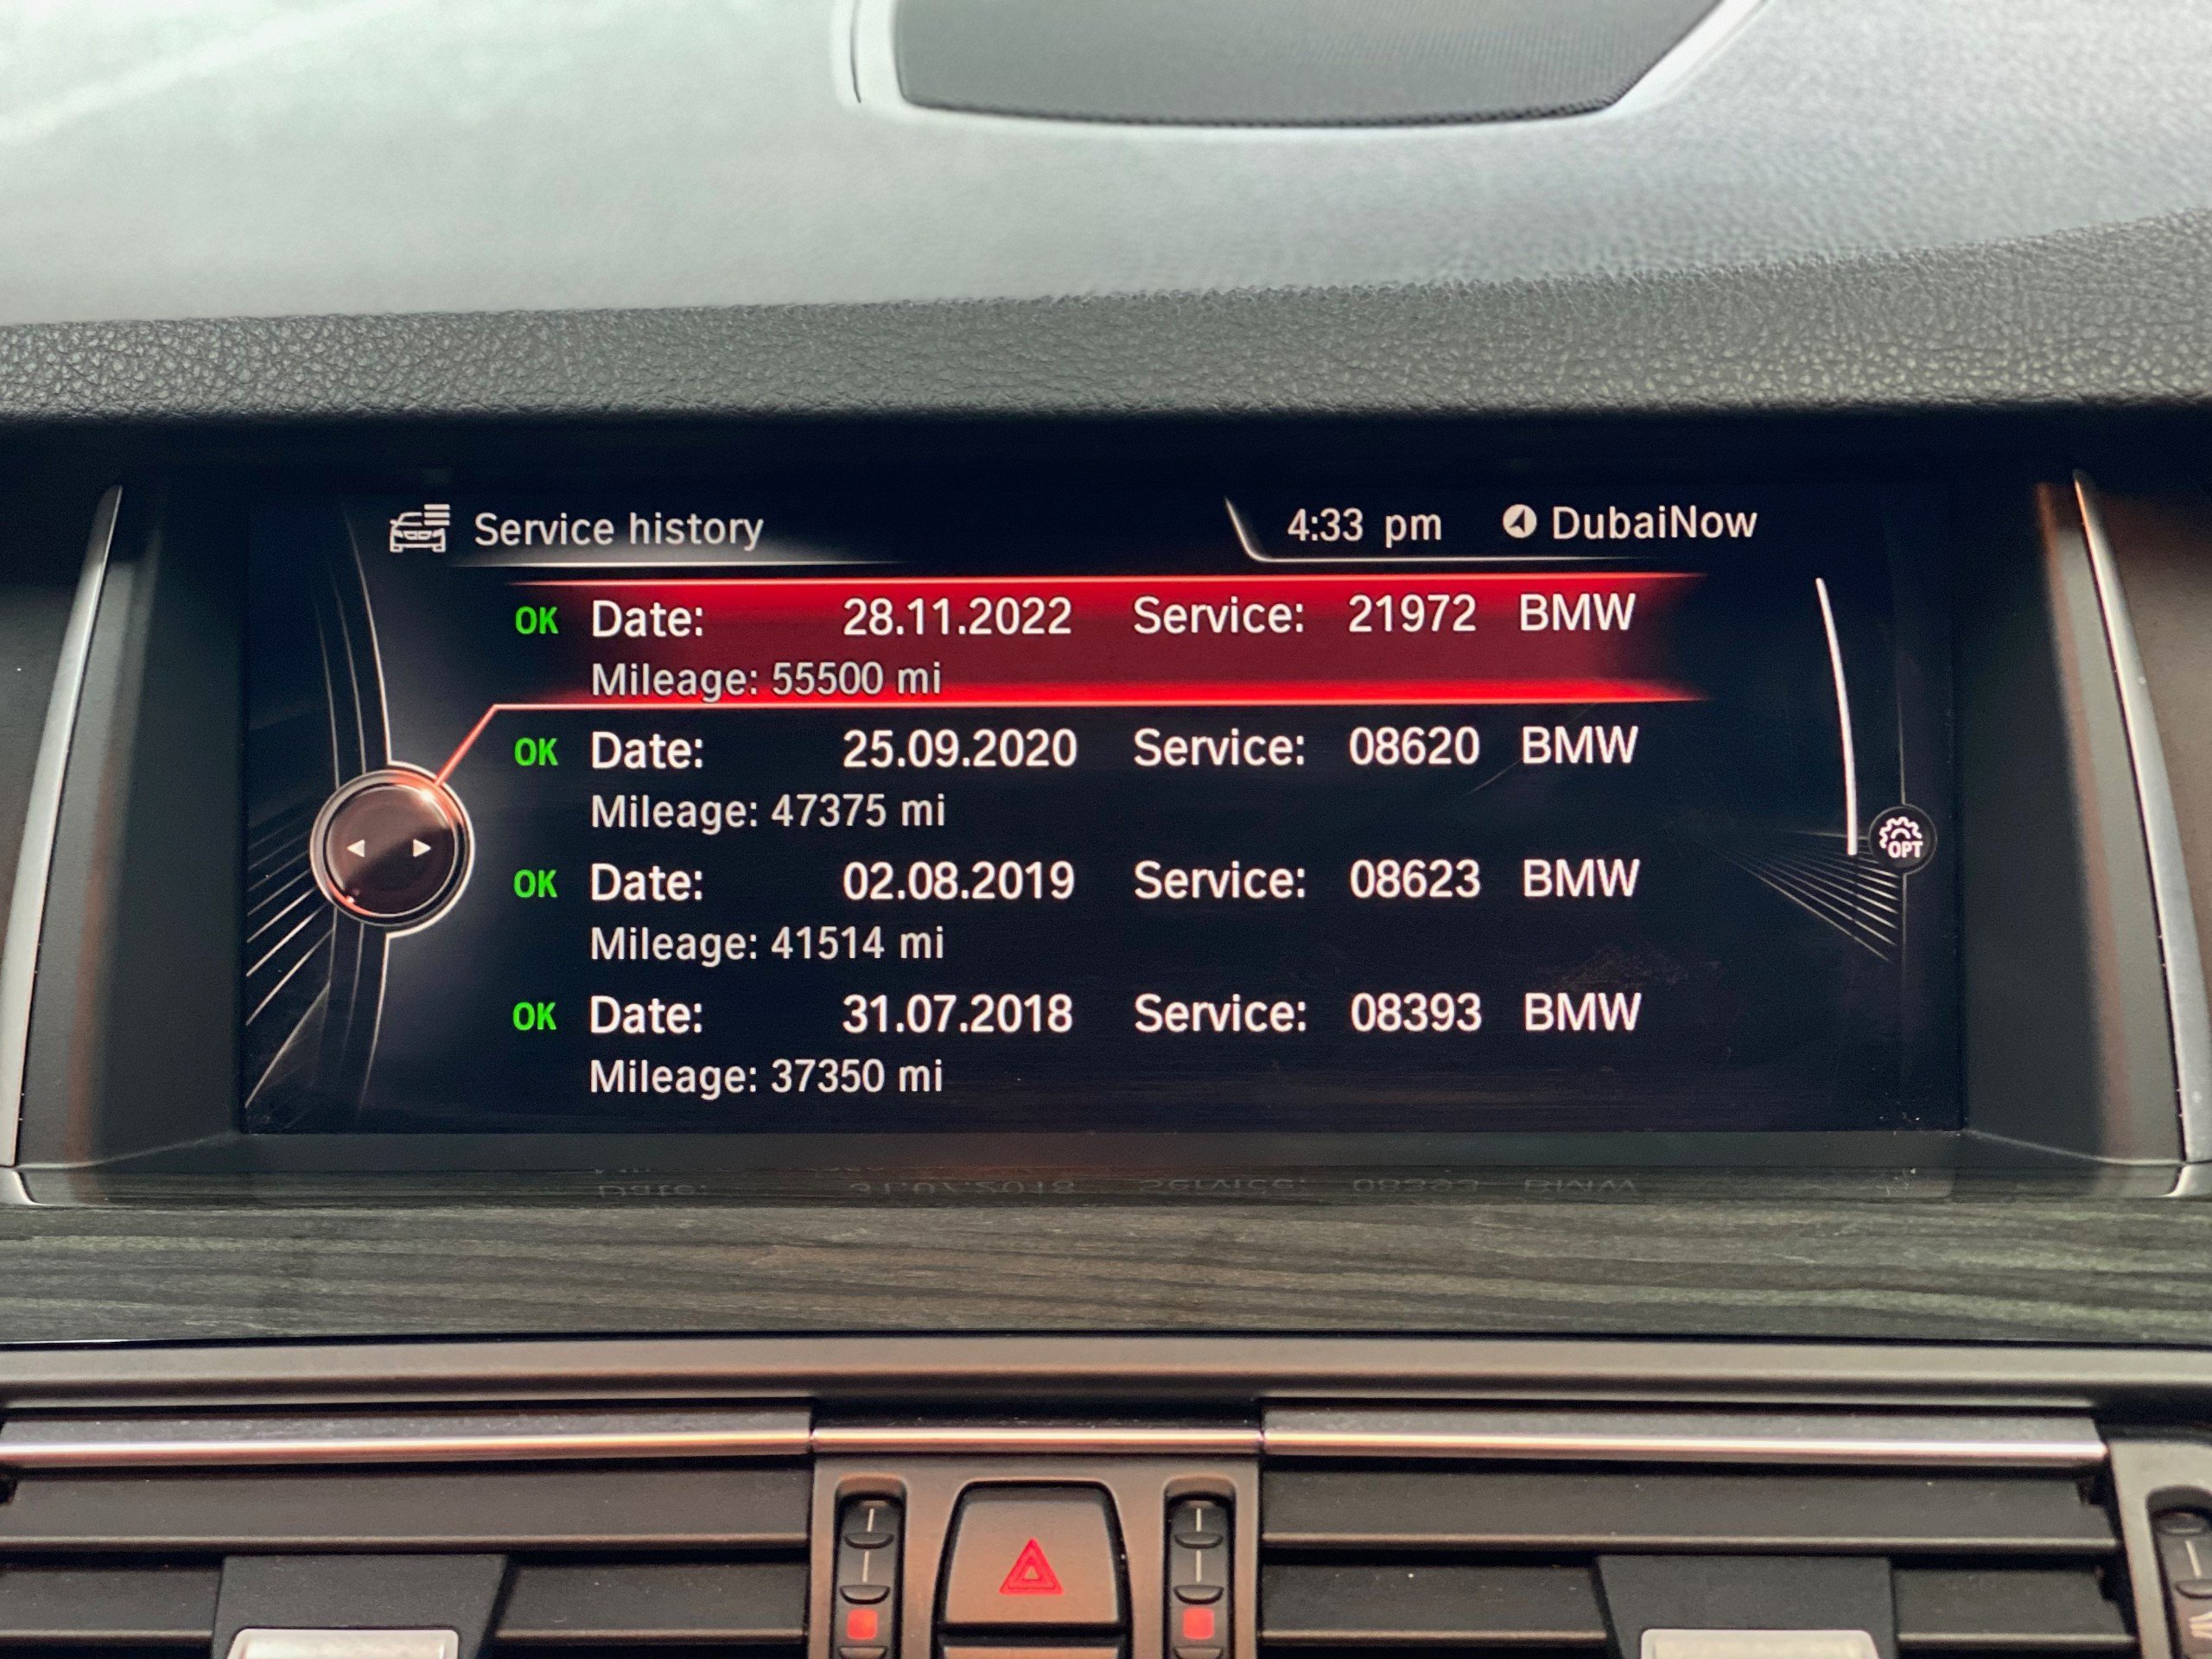 Service history
4:33 pm DubaiNow
OK Date: 28.11.2022 Service: 21972 BMW
Mileage: 55500 mi
OK Date: 25.09.2020 Service: 08620 BMW
Mileage: 47375 mi
OK Date: 02.08.2019 Service: 08623 BMW
Mileage: 41514 mi
OK Date: 31.07.2018 Service: 08393 BMW
Mileage: 37350 mi
OPT